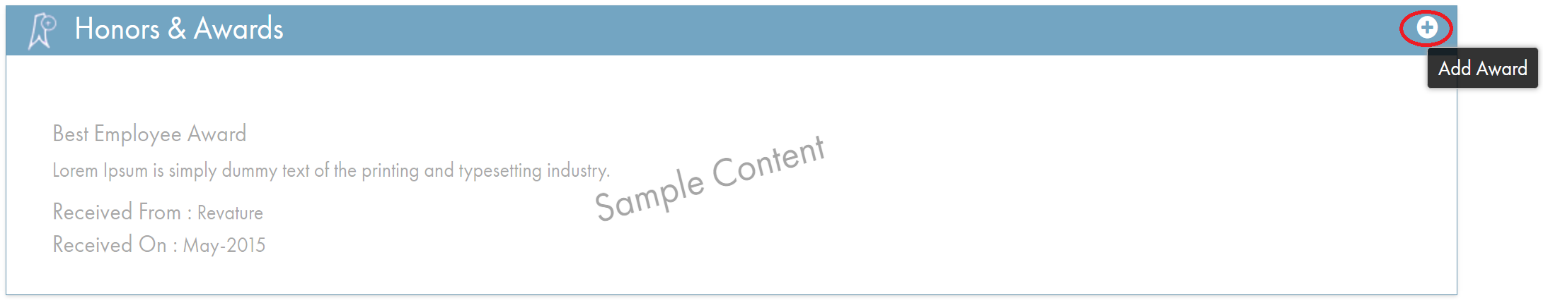 Honors & Awards
Add Award
Best Employee Award
Lorem Ipsum is simply dummy text of the printing and typesetting industry.
Sample Content
Received From : Revature
Received On : May-2015